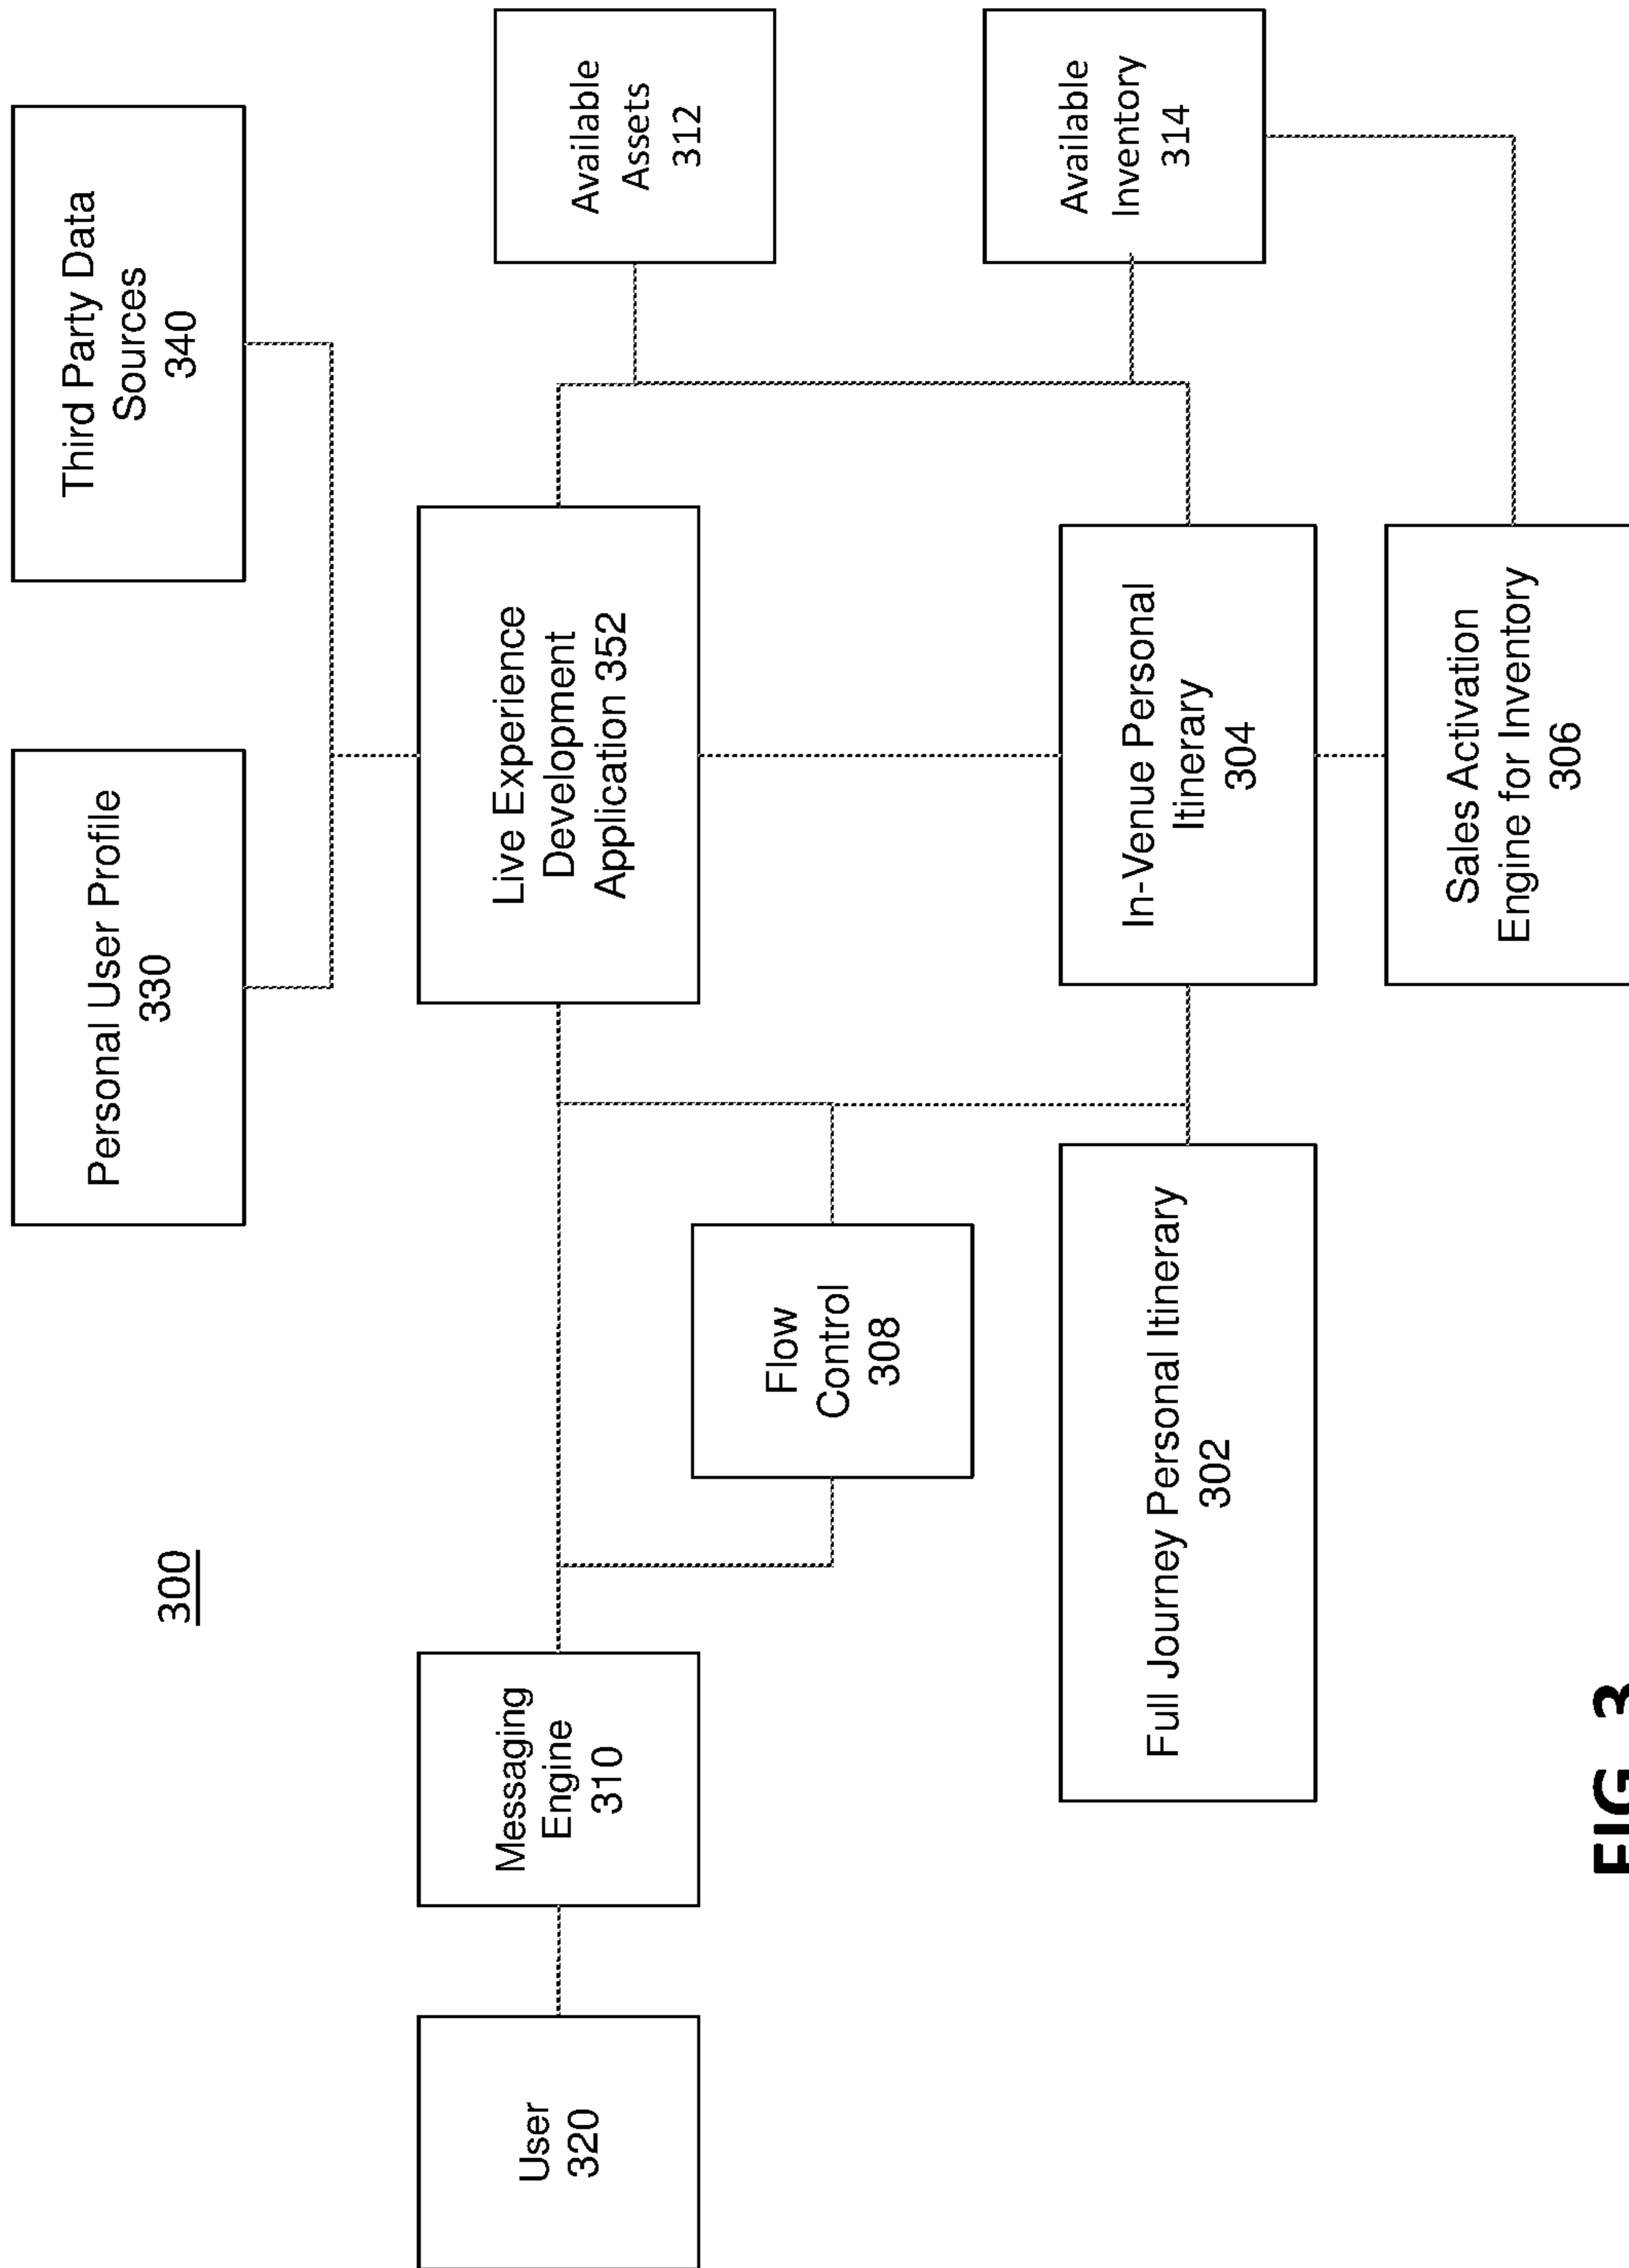 300
Personal User Profile
330
Third Party Data
Sources
340
User
320
Messaging
Engine
310
Live Experience
Development
Application 352
Available
Assets
312
Flow
Control
308
Full Journey Personal Itinerary
302
In-Venue Personal
Itinerary
304
Available
Inventory
314
Sales Activation
Engine for Inventory
306
FIG. 3